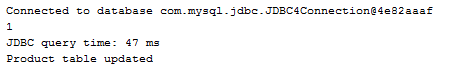 Connected to database com.mysql.jdbc.JDBC4Connection@4e82aaaf
1
JDBC query time: 47 ms
Product table updated